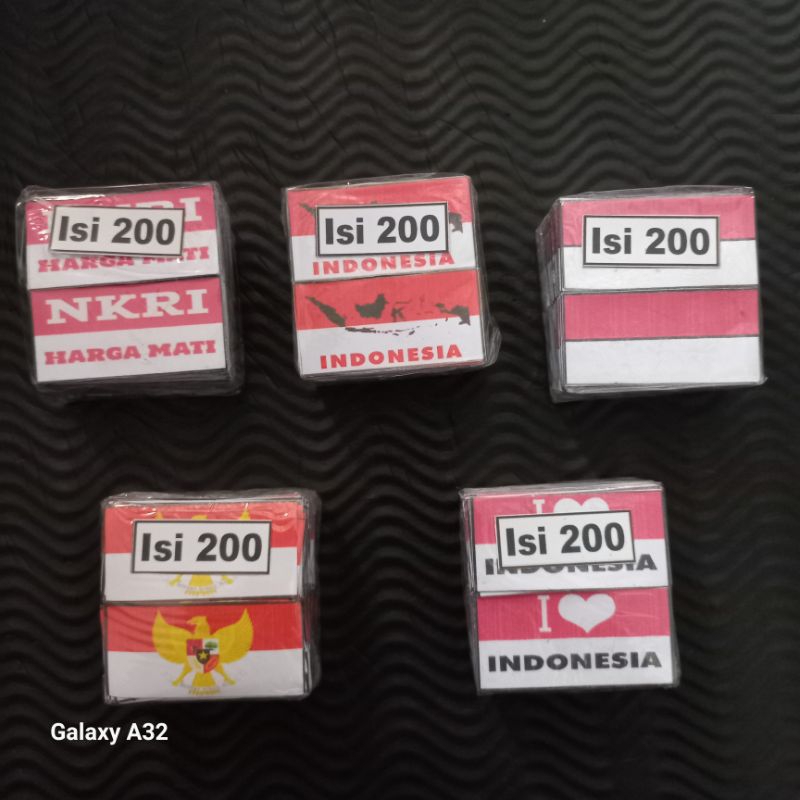 NKRI
Isi 200
HARGA MATI
NKRI
HARGA MATI
Isi 200
INDONESIA
INDONESIA
Isi 200
Isi 200
I
Isi 200
INDONESIA
I
INDONESIA
Galaxy A32